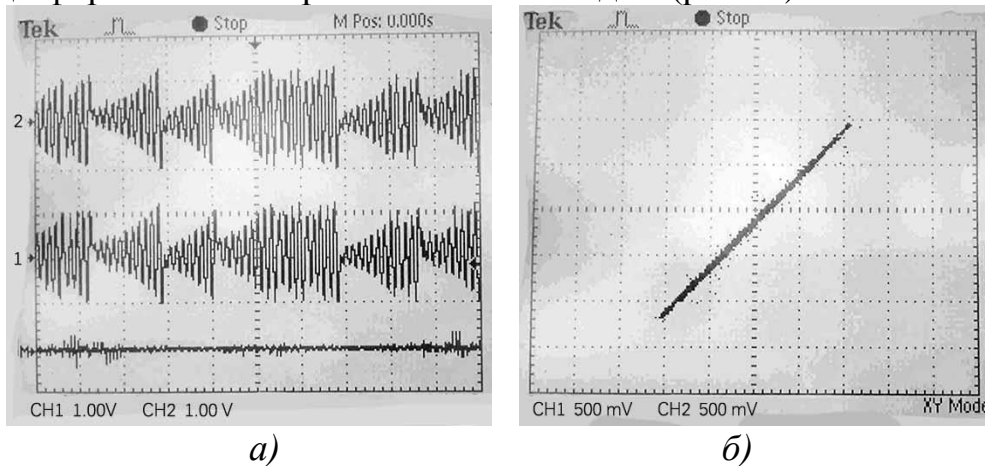 Tek Stop M Pos: 0.000s
2
1
M
CH1 1.00V CH2 1.00 V
а)
Tek Stop
CH1 500 mV CH2 500 mV XY Mode
б)